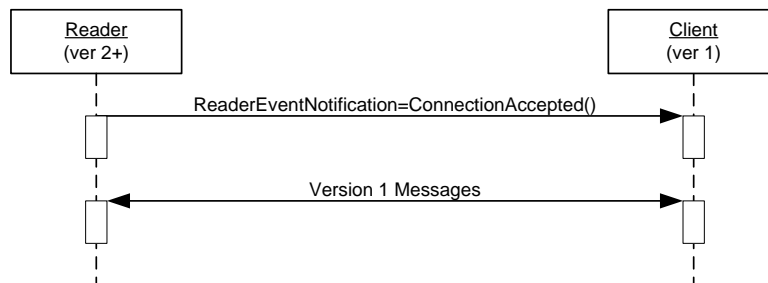 Reader
(ver 2+)
Client
(ver 1)
ReaderEventNotification=ConnectionAccepted()
Version 1 Messages